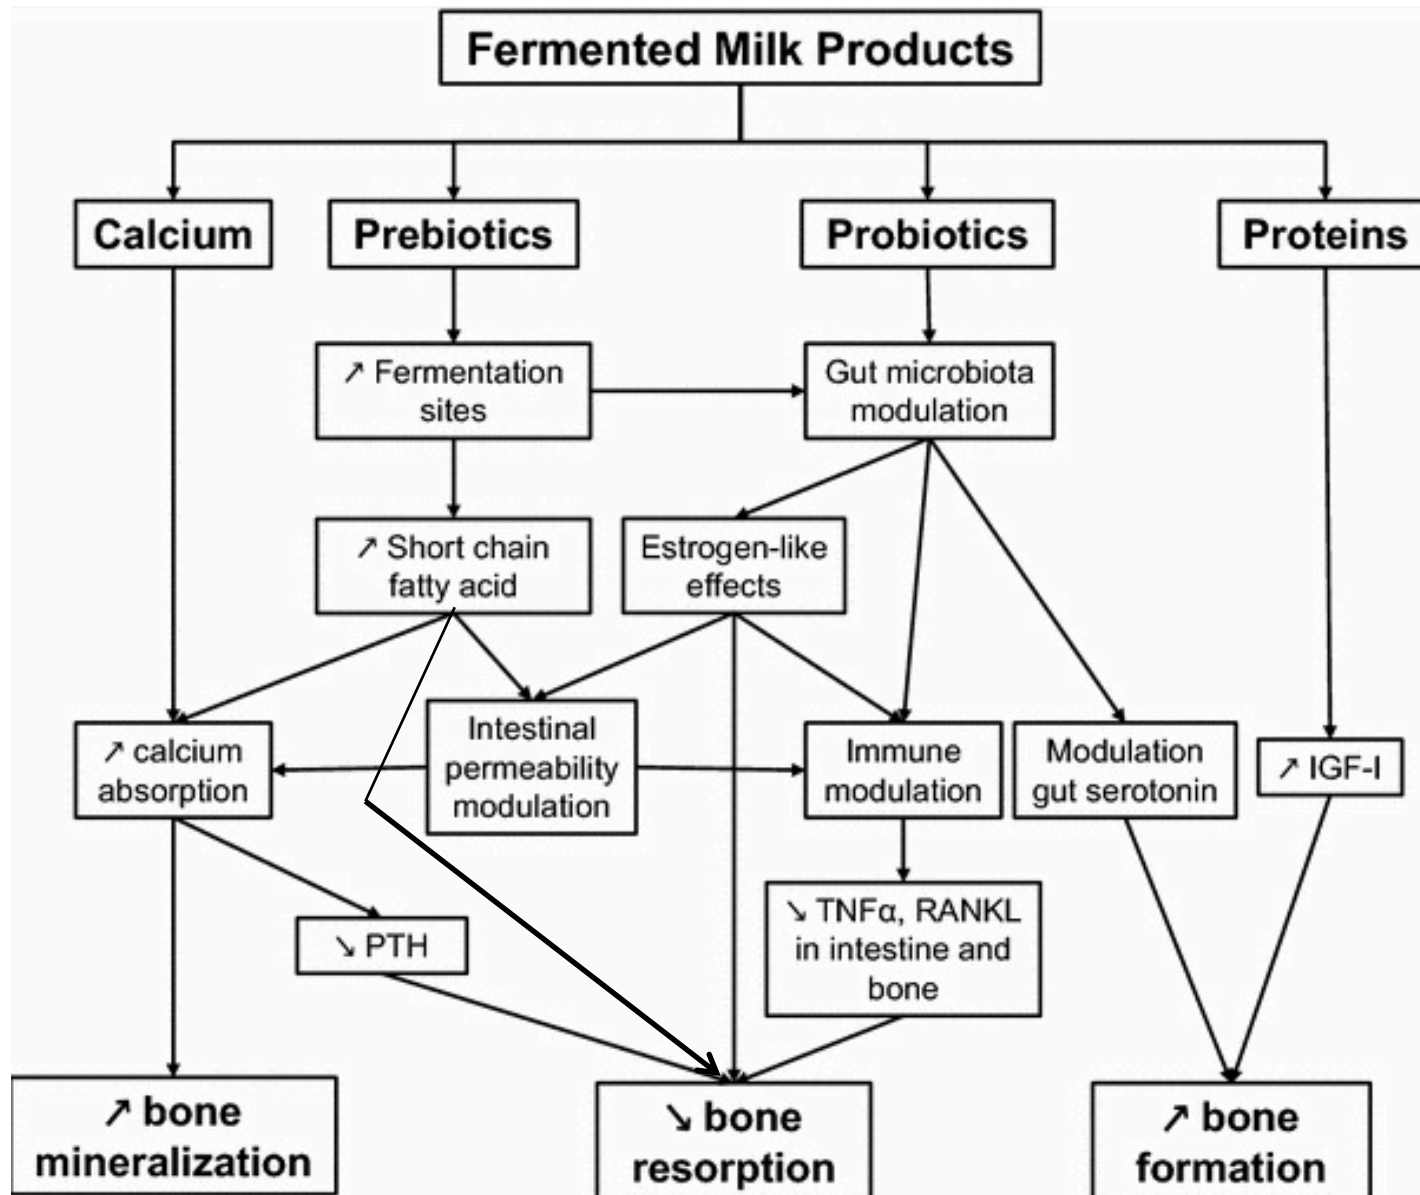 Fermented Milk Products
Calcium
Prebiotics
Probiotics
Proteins
↗ Fermentation
sites
Gut microbiota
modulation
↗ Short chain
fatty acid
Estrogen-like
effects
↗ calcium
absorption
Intestinal
permeability
modulation
Immune
modulation
Modulation
gut serotonin
↗ IGF-I
↘ PTH
↘ TNFα, RANKL
in intestine and
bone
↗ bone
mineralization
↘ bone
resorption
↗ bone
formation